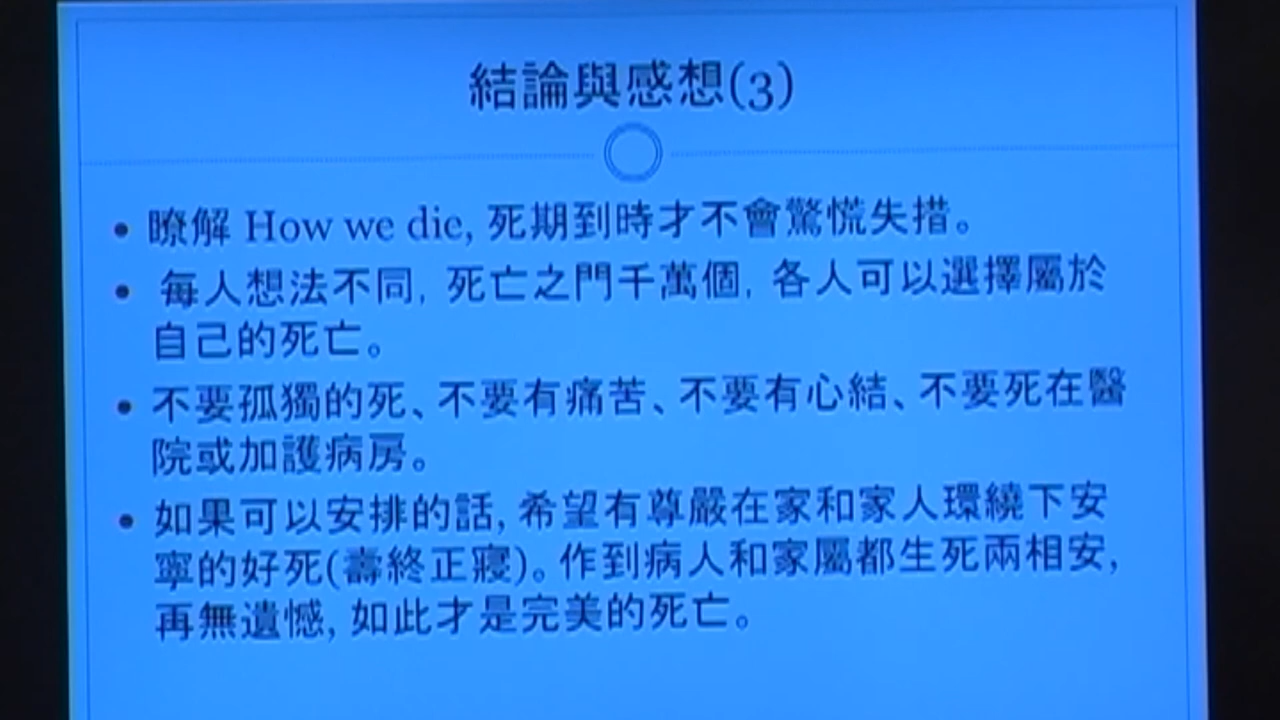 結論與感想(3)
• 瞭解 How we die, 死期到時才不會驚慌失措。
• 每人想法不同, 死亡之門千萬個, 各人可以選擇屬於
自己的死亡。
• 不要孤獨的死、不要有痛苦、不要有心結、不要死在醫
院或加護病房。
• 如果可以安排的話, 希望有尊嚴在家和家人環繞下安
寧的好死(壽終正寢)。作到病人和家屬都生死兩相安,
再無遺憾, 如此才是完美的死亡。